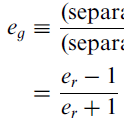 e_g ≡ (separa
(separa
= e_r − 1
e_r + 1